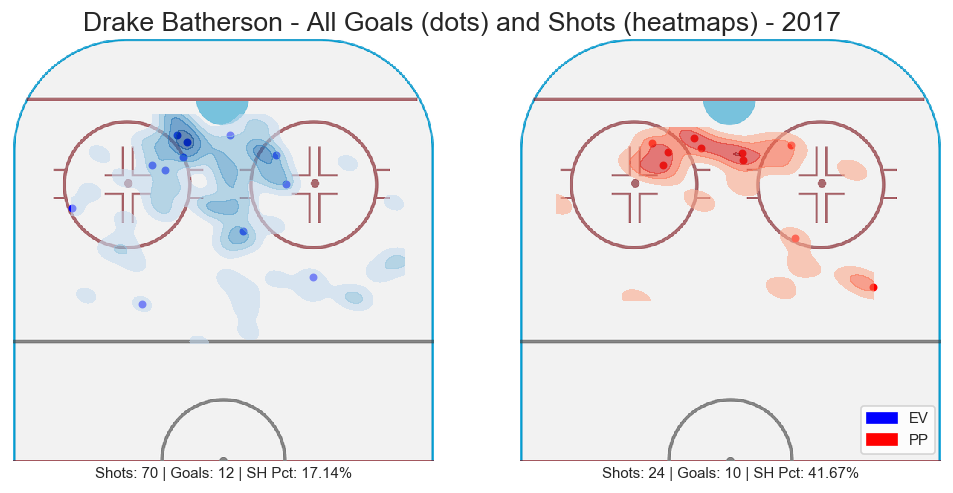 Drake Batherson - All Goals (dots) and Shots (heatmaps) - 2017
EV
PP
Shots: 70 | Goals: 12 | SH Pct: 17.14%
Shots: 24 | Goals: 10 | SH Pct: 41.67%